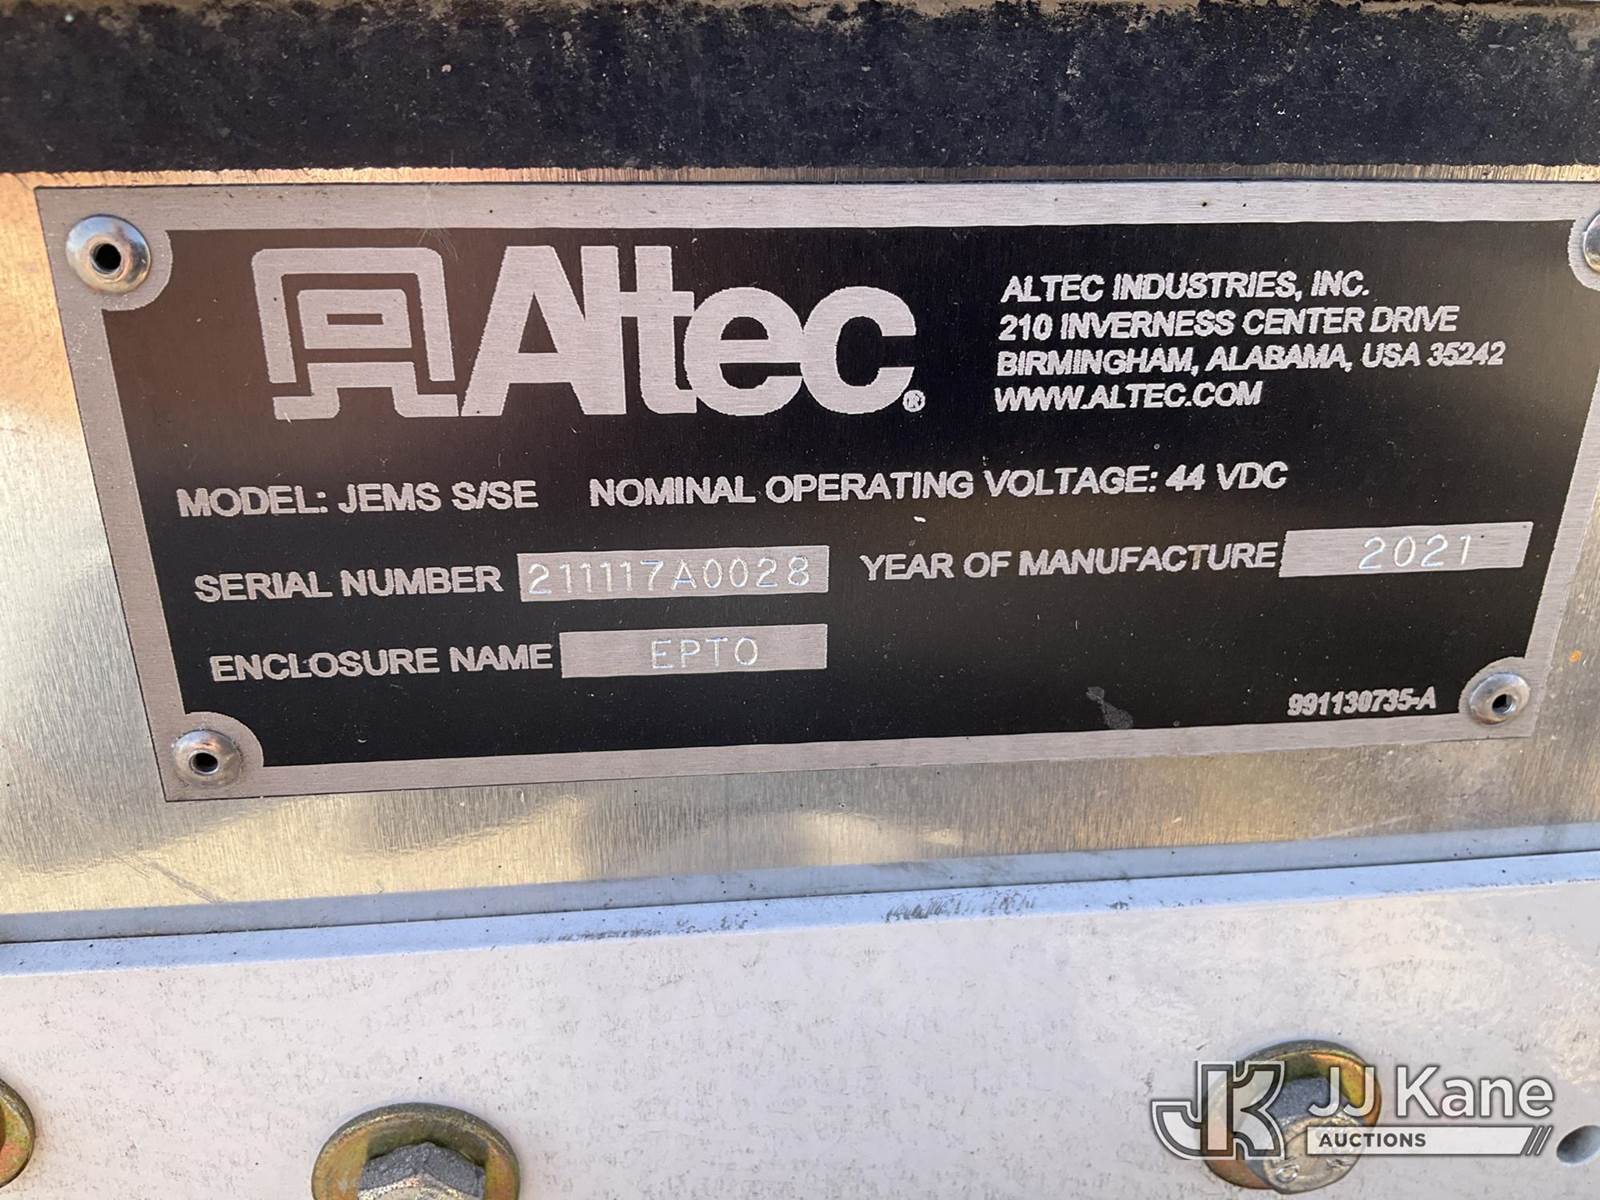 Altec®
ALTEC INDUSTRIES, INC.
210 INVERNESS CENTER DRIVE
BIRMINGHAM, ALABAMA, USA 35242
WWW.ALTEC.COM
MODEL: JEMS S/SE NOMINAL OPERATING VOLTAGE: 44 VDC
SERIAL NUMBER 211117A0028 YEAR OF MANUFACTURE 2021
ENCLOSURE NAME EPTO
991130735-A
JK JJ Kane
AUCTIONS